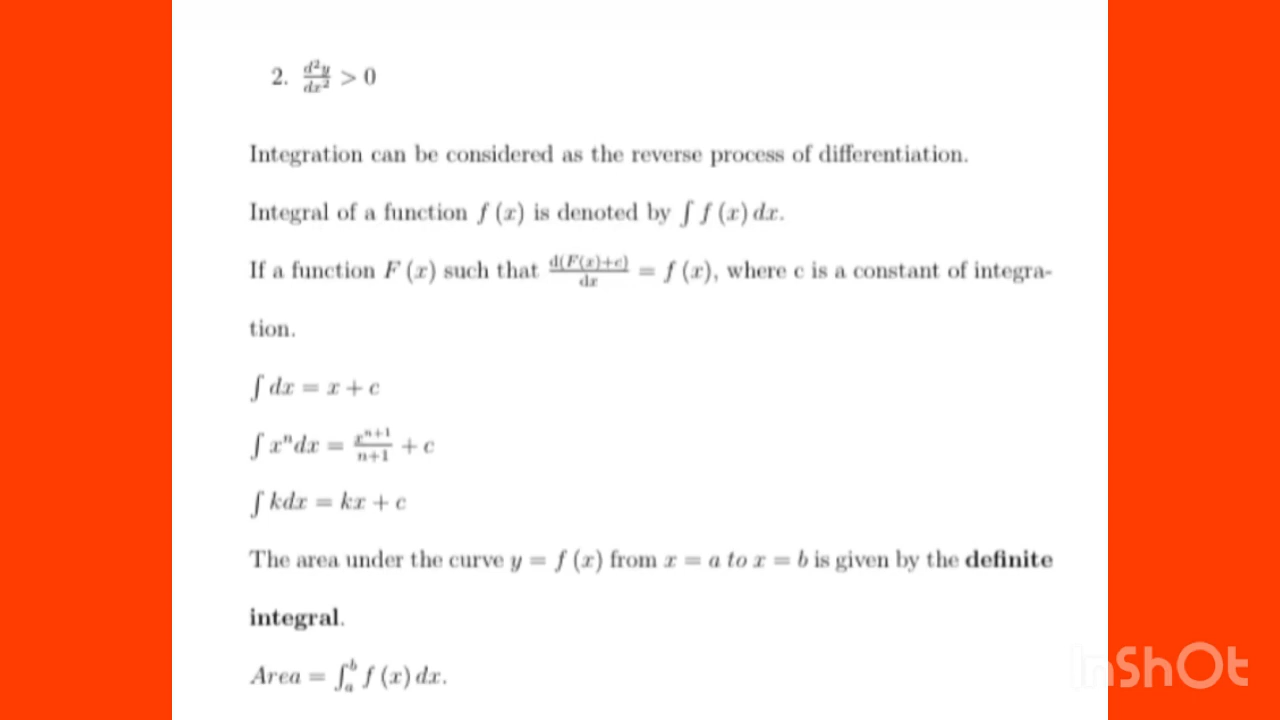 2. d²y/dx² > 0
Integration can be considered as the reverse process of differentiation.
Integral of a function f (x) is denoted by ∫ f (x) dx.
If a function F (x) such that d(F(x)+c)/dx = f (x), where c is a constant of integra-
tion.
∫ dx = x + c
∫ xⁿdx = xⁿ⁺¹/n+1 + c
∫ kdx = kx + c
The area under the curve y = f (x) from x = a to x = b is given by the definite
integral.
Area = ∫ₐᵇ f (x) dx.
InShOt